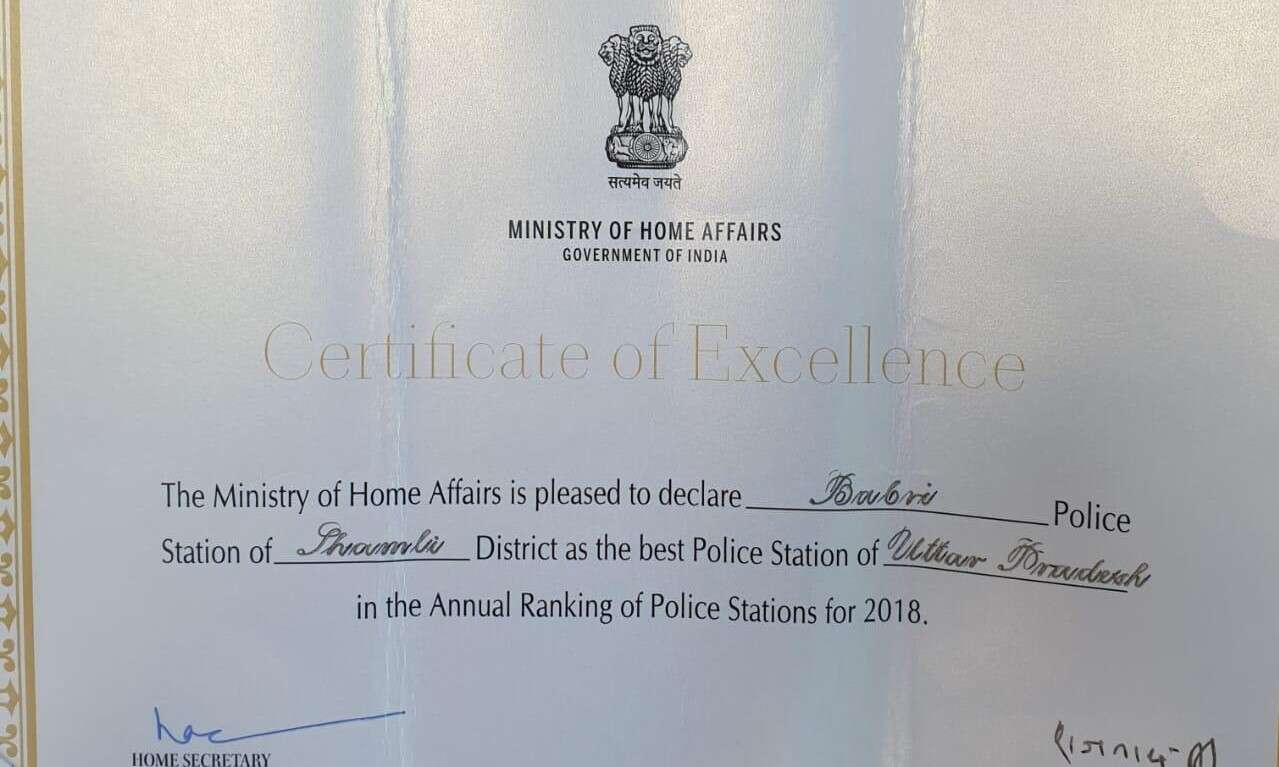 सत्यमेव जयते
MINISTRY OF HOME AFFAIRS
GOVERNMENT OF INDIA
Certificate of Excellence
The Ministry of Home Affairs is pleased to declare Babri Police
Station of Shamli District as the best Police Station of Uttar Pradesh
in the Annual Ranking of Police Stations for 2018.
HOME SECRETARY